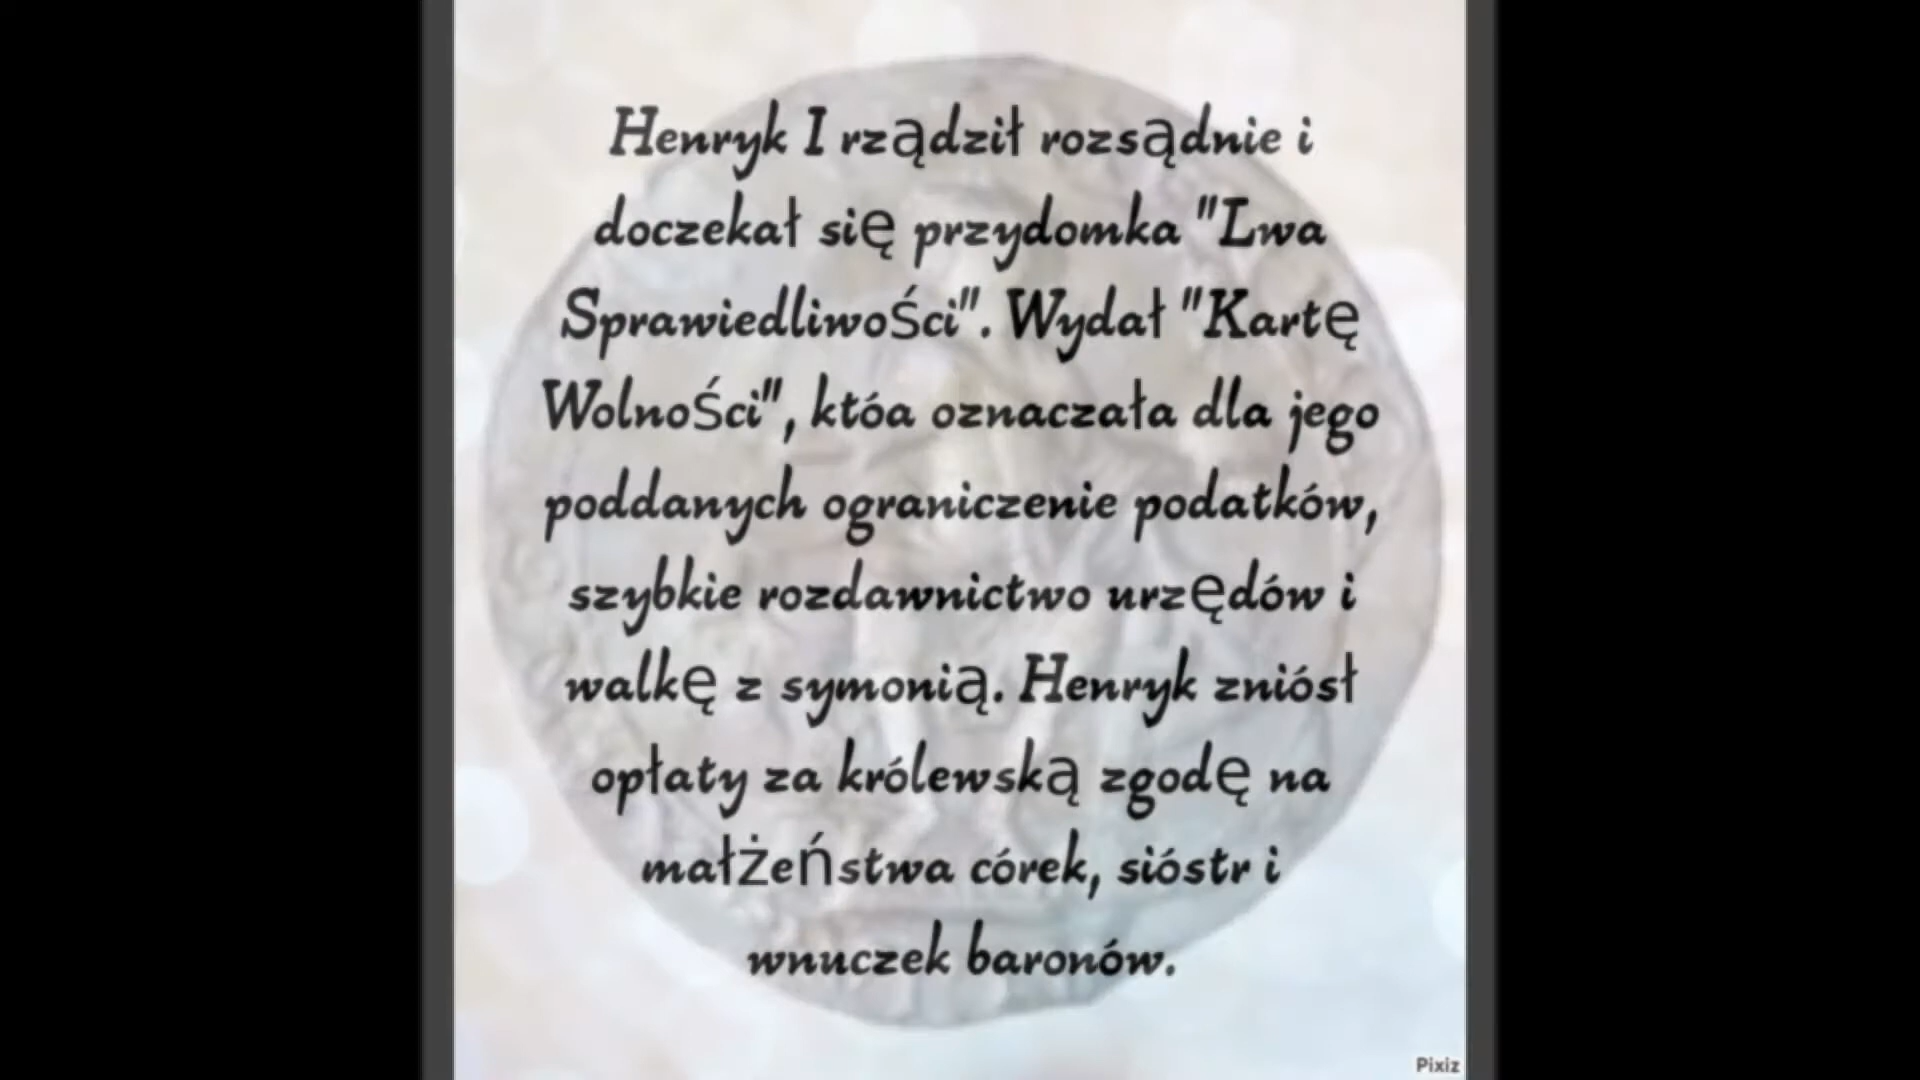 Henryk I rządził rozsądnie i
doczekał się przydomka "Lwa
Sprawiedliwości". Wydał "Kartę
Wolności", któa oznaczała dla jego
poddanych ograniczenie podatków,
szybkie rozdawnictwo urzędów i
walkę z symonią. Henryk zniósł
opłaty za królewską zgodę na
małżeństwa córek, sióstr i
wnuczek baronów.
Pixiz